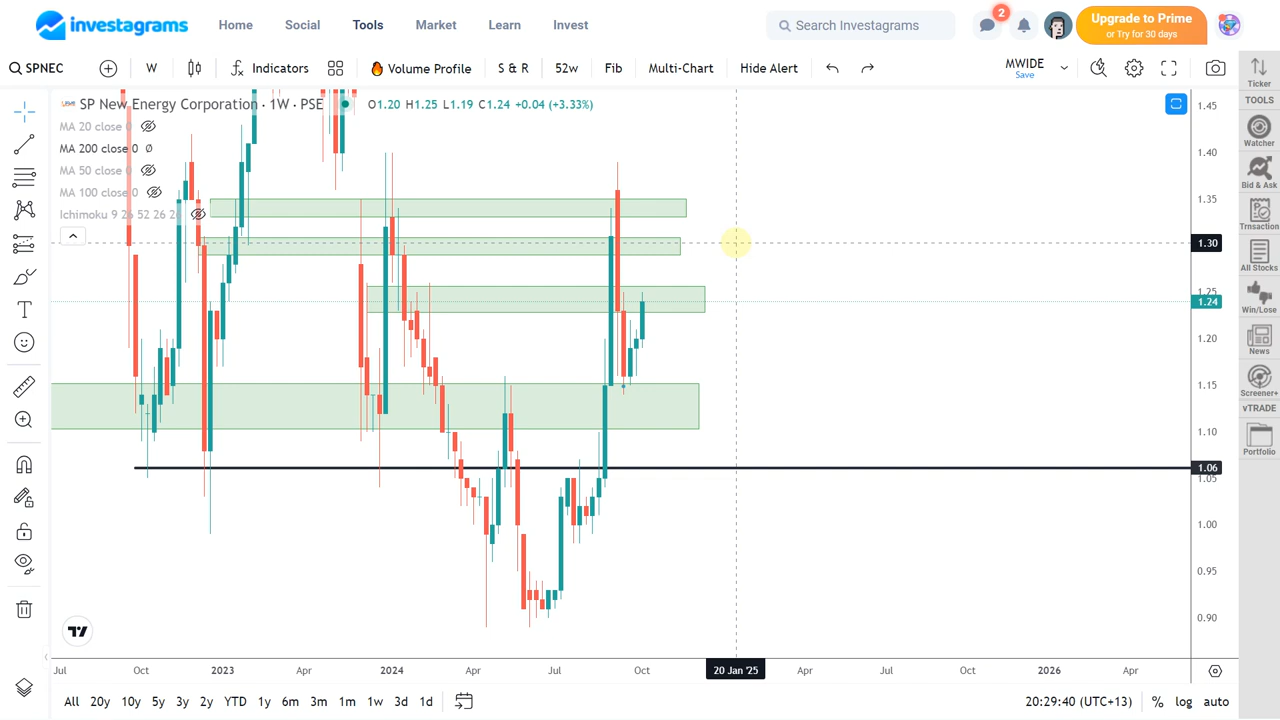 investagrams Home Social Tools Market Learn Invest Search Investagrams 2 Upgrade to Prime
or Try for 30 days
SPNEC W Indicators Volume Profile S & R 52w Fib Multi-Chart Hide Alert MWIDE
Save
Ticker
SP New Energy Corporation · 1W · PSE O1.20 H1.25 L1.19 C1.24 +0.04 (+3.33%)
MA 20 close 0
MA 200 close 0 Ø
MA 50 close 0
MA 100 close 0
Ichimoku 9 26 52 26 26
1.45
1.40
1.35
1.30
1.25
1.24
1.20
1.15
1.10
1.06
1.05
1.00
0.95
0.90
TOOLS
Watcher
Bid & Ask
Trnsaction
All Stocks
Win/Lose
News
Screener+
vTRADE
Portfolio
Jul Oct 2023 Apr 2024 Apr Jul Oct 20 Jan '25 Apr Jul Oct 2026 Apr
All 20y 10y 5y 3y 2y YTD 1y 6m 3m 1m 1w 3d 1d 20:29:40 (UTC+13) % log auto